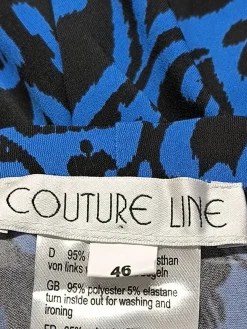 COUTURE LINE
D 95%
46
von links
GB 95% polyester 5% elastane
turn inside out for washing and
ironing